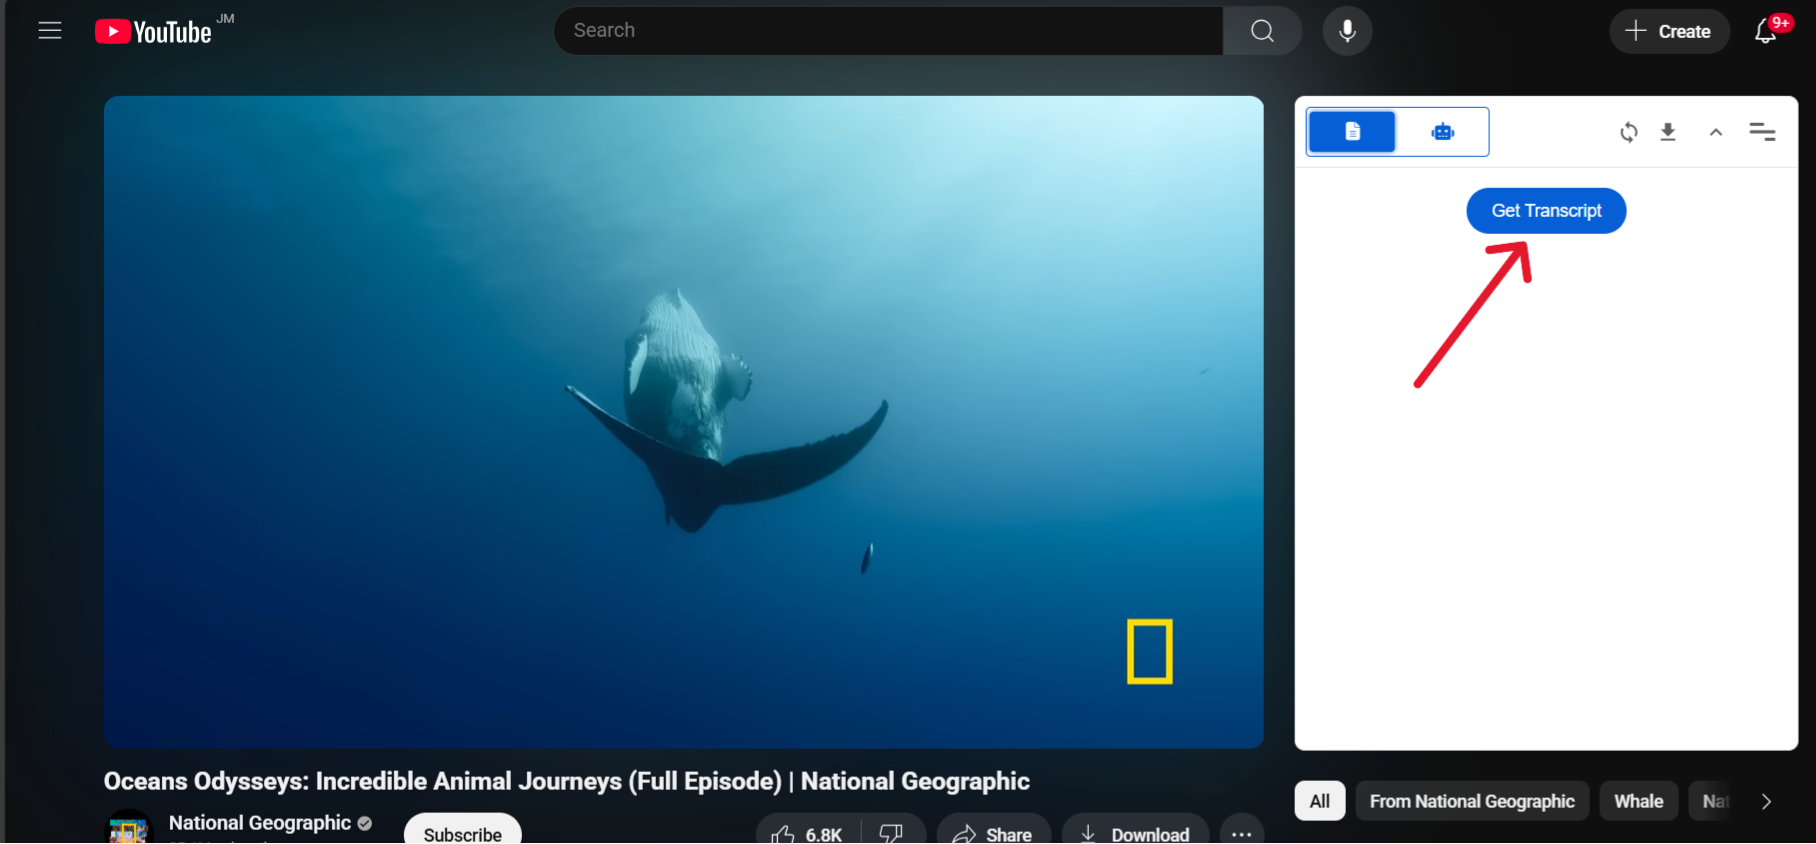 YouTube JM
Search
Create
9+
Get Transcript
Oceans Odysseys: Incredible Animal Journeys (Full Episode) | National Geographic
National Geographic
Subscribe
6.8K
Share
Download
All
From National Geographic
Whale
Nat